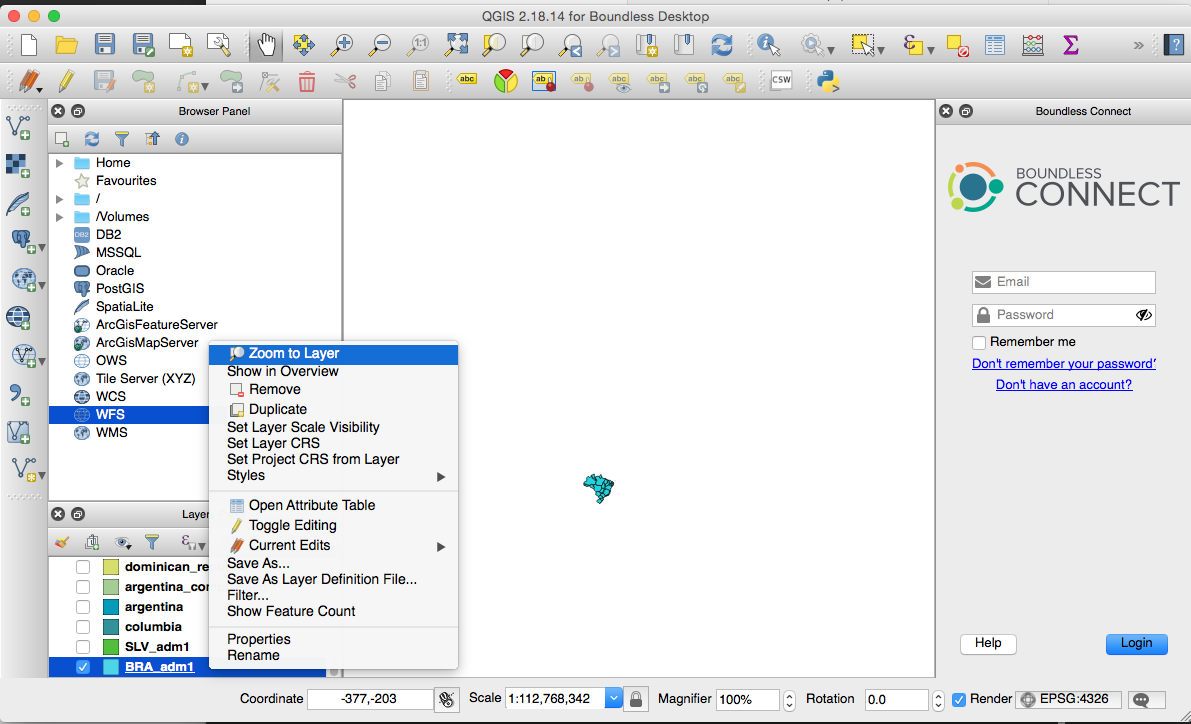 QGIS 2.18.14 for Boundless Desktop
1:1
ε
Σ
»
?
abc
ab
ab
abc
abc
abc
abc
CSW
Browser Panel
Home
Favourites
/
/Volumes
DB2 DB2
MSSQL
Oracle
PostGIS
SpatiaLite
ArcGisFeatureServer
ArcGisMapServer
OWS
Tile Server (XYZ)
WCS
WFS
WMS
Layer
ε
dominican_re
argentina_cor
argentina
columbia
SLV_adm1
BRA_adm1
Zoom to Layer
Show in Overview
Remove
Duplicate
Set Layer Scale Visibility
Set Layer CRS
Set Project CRS from Layer
Styles
Open Attribute Table
Toggle Editing
Current Edits
Save As...
Save As Layer Definition File...
Filter...
Show Feature Count
Properties
Rename
Boundless Connect
BOUNDLESS
CONNECT
Email
Password
Remember me
Don't remember your password?
Don't have an account?
Help
Login
Coordinate -377,-203 Scale 1:112,768,342 Magnifier 100% Rotation 0.0 Render EPSG:4326